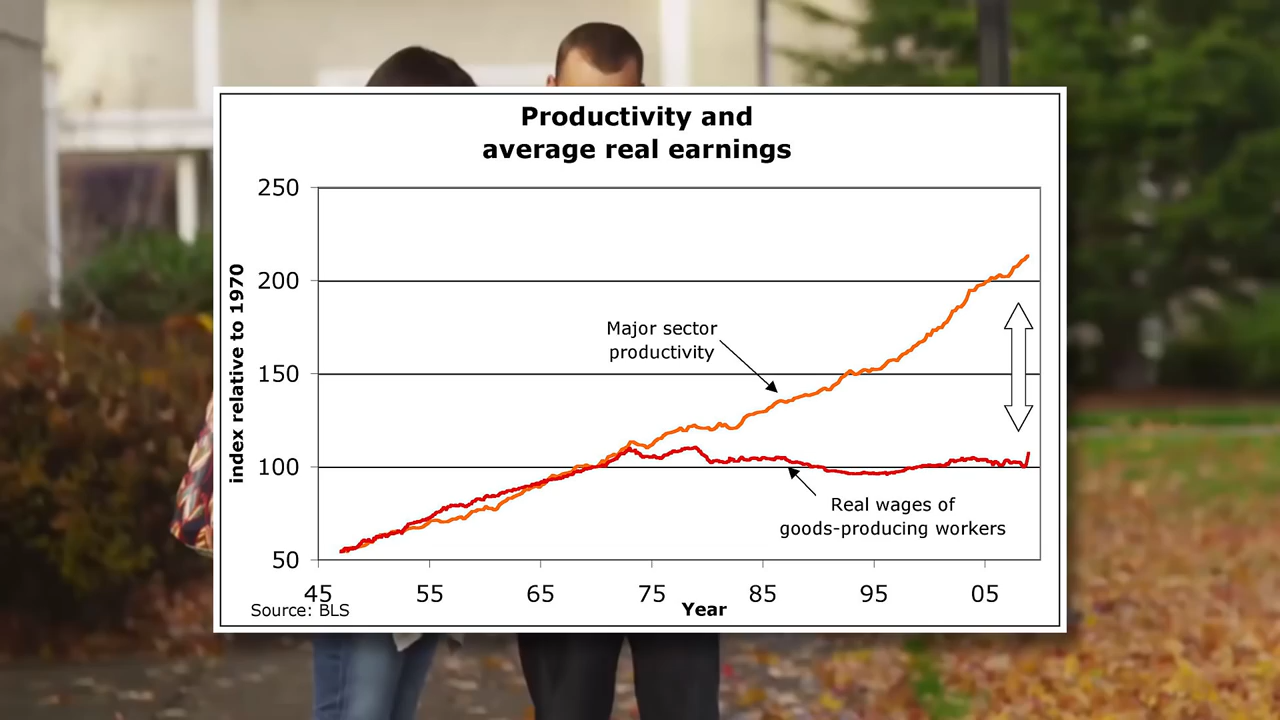 Productivity and
average real earnings
250
200
150
100
50
index relative to 1970
Major sector
productivity
Real wages of
goods-producing workers
45 55 65 75 85 95 05
Source: BLS
Year